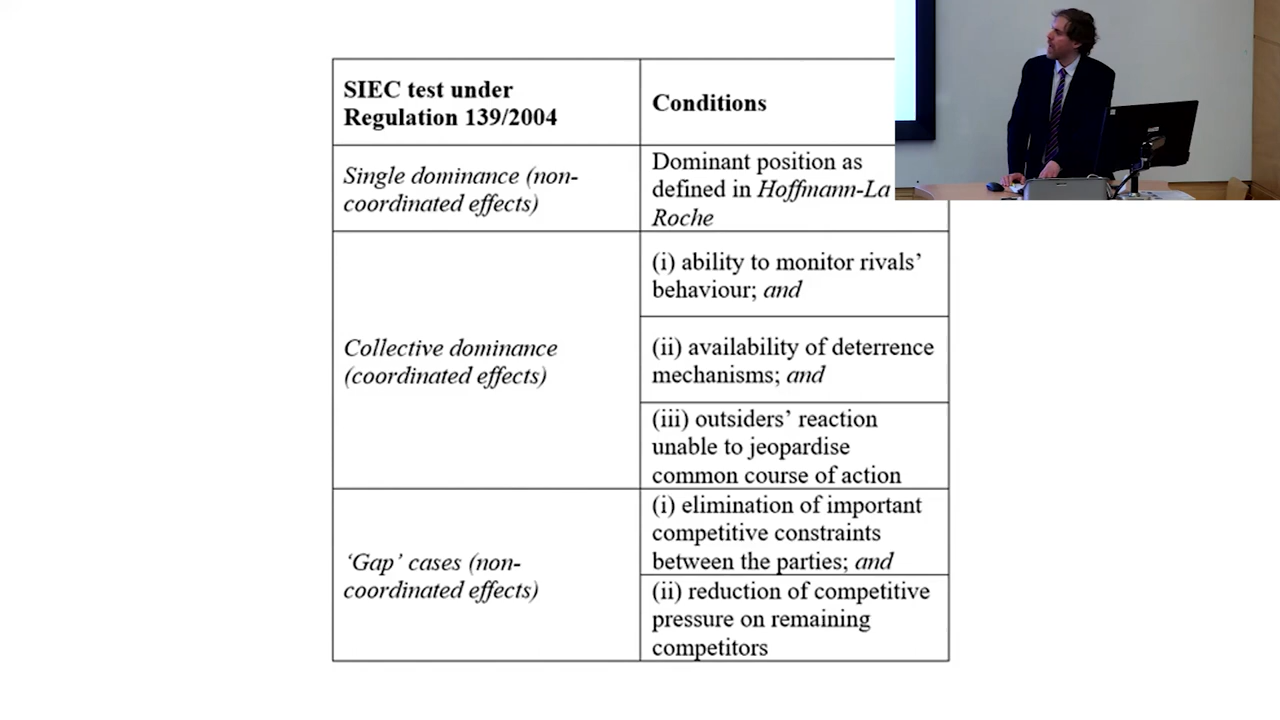 SIEC test under
Regulation 139/2004
Conditions
Single dominance (non-
coordinated effects)
Dominant position as
defined in Hoffmann-La
Roche
Collective dominance
(coordinated effects)
(i) ability to monitor rivals’
behaviour; and
(ii) availability of deterrence
mechanisms; and
(iii) outsiders’ reaction
unable to jeopardise
common course of action
‘Gap’ cases (non-
coordinated effects)
(i) elimination of important
competitive constraints
between the parties; and
(ii) reduction of competitive
pressure on remaining
competitors